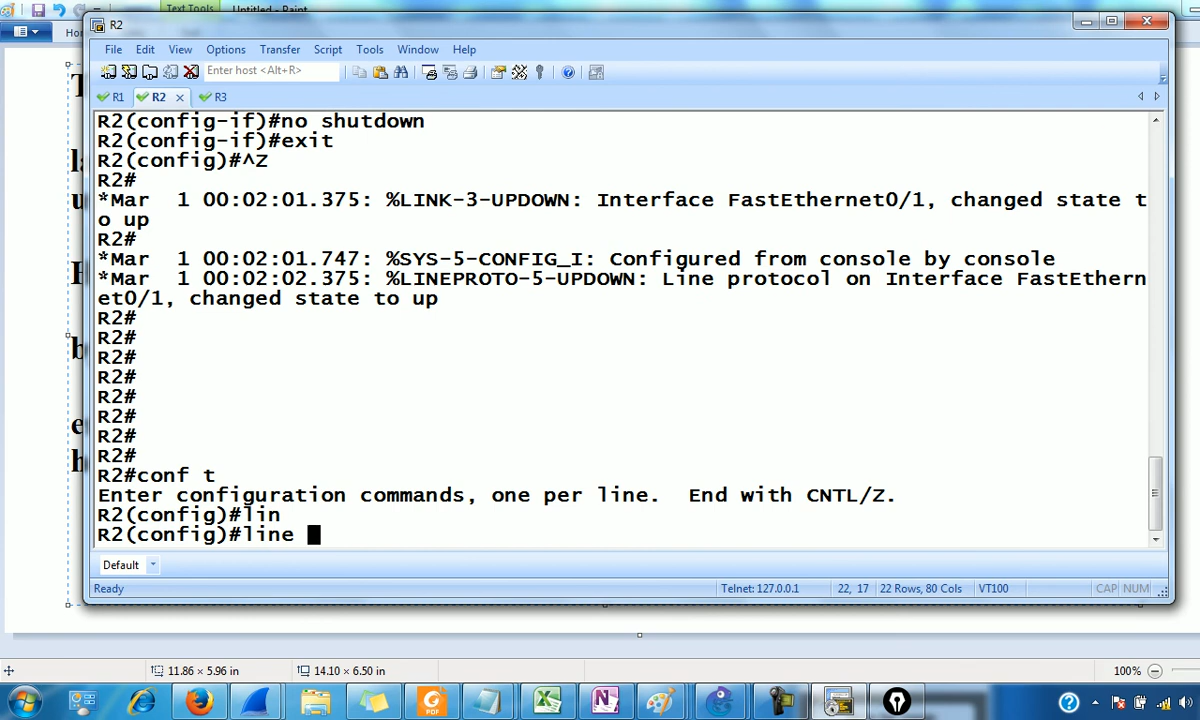 Text Tools
Untitled - Paint
R2
File Edit View Options Transfer Script Tools Window Help
Enter host <Alt+R>
R1 R2 R3
R2(config-if)#no shutdown
R2(config-if)#exit
R2(config)#^Z
R2#
*Mar  1 00:02:01.375: %LINK-3-UPDOWN: Interface FastEthernet0/1, changed state t
o up
R2#
*Mar  1 00:02:01.747: %SYS-5-CONFIG_I: Configured from console by console
*Mar  1 00:02:02.375: %LINEPROTO-5-UPDOWN: Line protocol on Interface FastEthern
et0/1, changed state to up
R2#
R2#
R2#
R2#
R2#
R2#
R2#
R2#
R2#conf t
Enter configuration commands, one per line.  End with CNTL/Z.
R2(config)#lin
R2(config)#line
Default
Ready Telnet: 127.0.0.1 22, 17 22 Rows, 80 Cols VT100 CAP NUM
11.86 × 5.96 in 14.10 × 6.50 in 100%
PDF